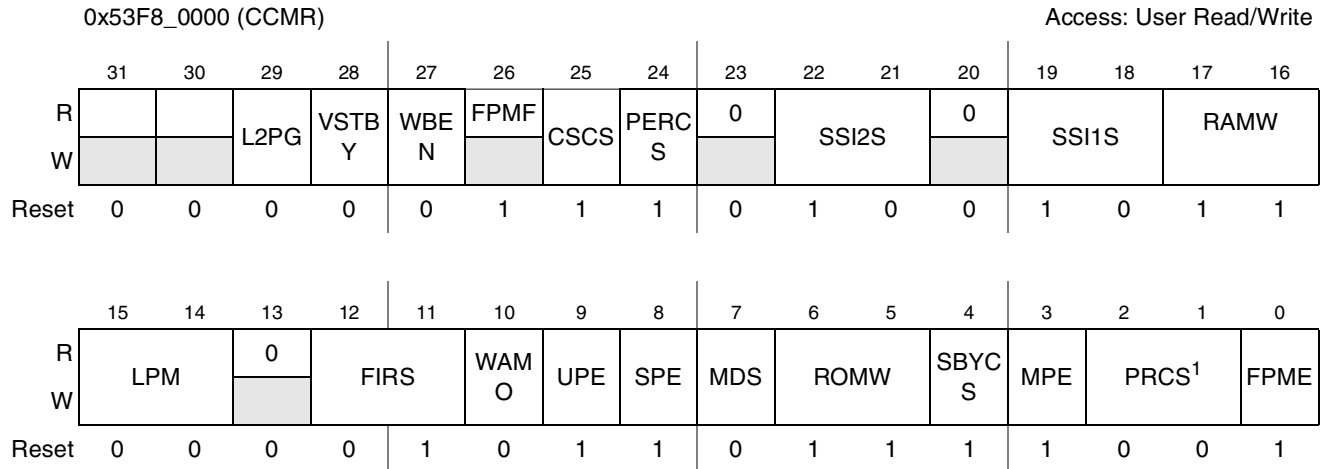 0x53F8_0000 (CCMR) Access: User Read/Write
31 30 29 28 27 26 25 24 23 22 21 20 19 18 17 16
R L2PG VSTB Y WBE N FPMF CSCS PERC S 0 SSI2S 0 SSI1S RAMW
W
Reset 0 0 0 0 0 1 1 1 0 1 0 0 1 0 1 1
15 14 13 12 11 10 9 8 7 6 5 4 3 2 1 0
R LPM 0 FIRS WAM O UPE SPE MDS ROMW SBYC S MPE PRCS1 FPME
W
Reset 0 0 0 0 1 0 1 1 0 1 1 1 1 0 0 1